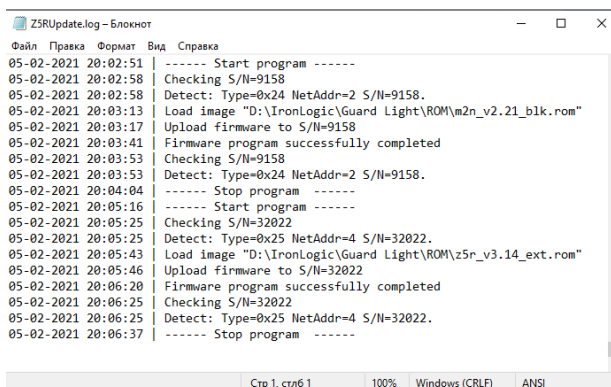 Z5RUpdate.log – Блокнот
Файл Правка Формат Вид Справка
05-02-2021 20:02:51 | ------ Start program ------
05-02-2021 20:02:58 | Checking S/N=9158
05-02-2021 20:02:58 | Detect: Type=0x24 NetAddr=2 S/N=9158.
05-02-2021 20:03:13 | Load image "D:\IronLogic\Guard Light\ROM\m2n_v2.21_blk.rom"
05-02-2021 20:03:17 | Upload firmware to S/N=9158
05-02-2021 20:03:41 | Firmware program successfully completed
05-02-2021 20:03:53 | Checking S/N=9158
05-02-2021 20:03:53 | Detect: Type=0x24 NetAddr=2 S/N=9158.
05-02-2021 20:04:04 | ------ Stop program  ------
05-02-2021 20:05:16 | ------ Start program ------
05-02-2021 20:05:25 | Checking S/N=32022
05-02-2021 20:05:25 | Detect: Type=0x25 NetAddr=4 S/N=32022.
05-02-2021 20:05:43 | Load image "D:\IronLogic\Guard Light\ROM\z5r_v3.14_ext.rom"
05-02-2021 20:05:46 | Upload firmware to S/N=32022
05-02-2021 20:06:20 | Firmware program successfully completed
05-02-2021 20:06:25 | Checking S/N=32022
05-02-2021 20:06:25 | Detect: Type=0x25 NetAddr=4 S/N=32022.
05-02-2021 20:06:37 | ------ Stop program  ------
Стр 1, стлб 1 100% Windows (CRLF) ANSI